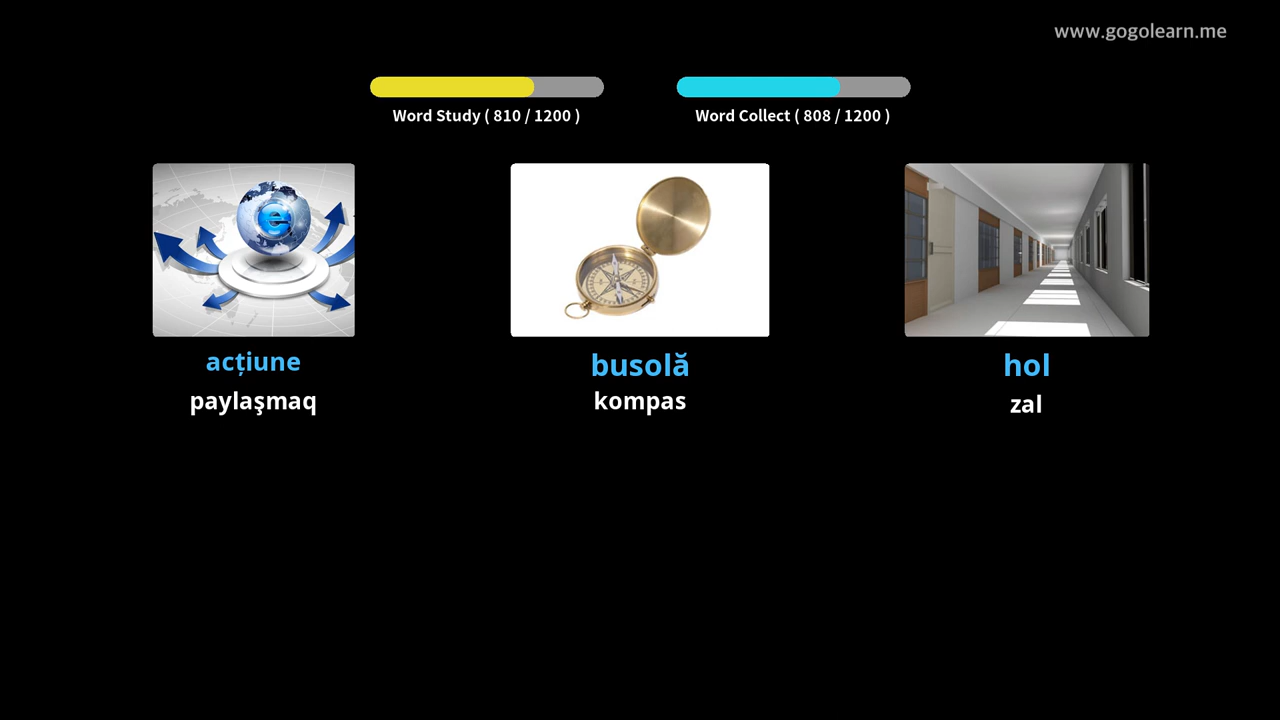 www.gogolearn.me
Word Study ( 810 / 1200 )
Word Collect ( 808 / 1200 )
e
acțiune
paylaşmaq
busolă
kompas
hol
zal